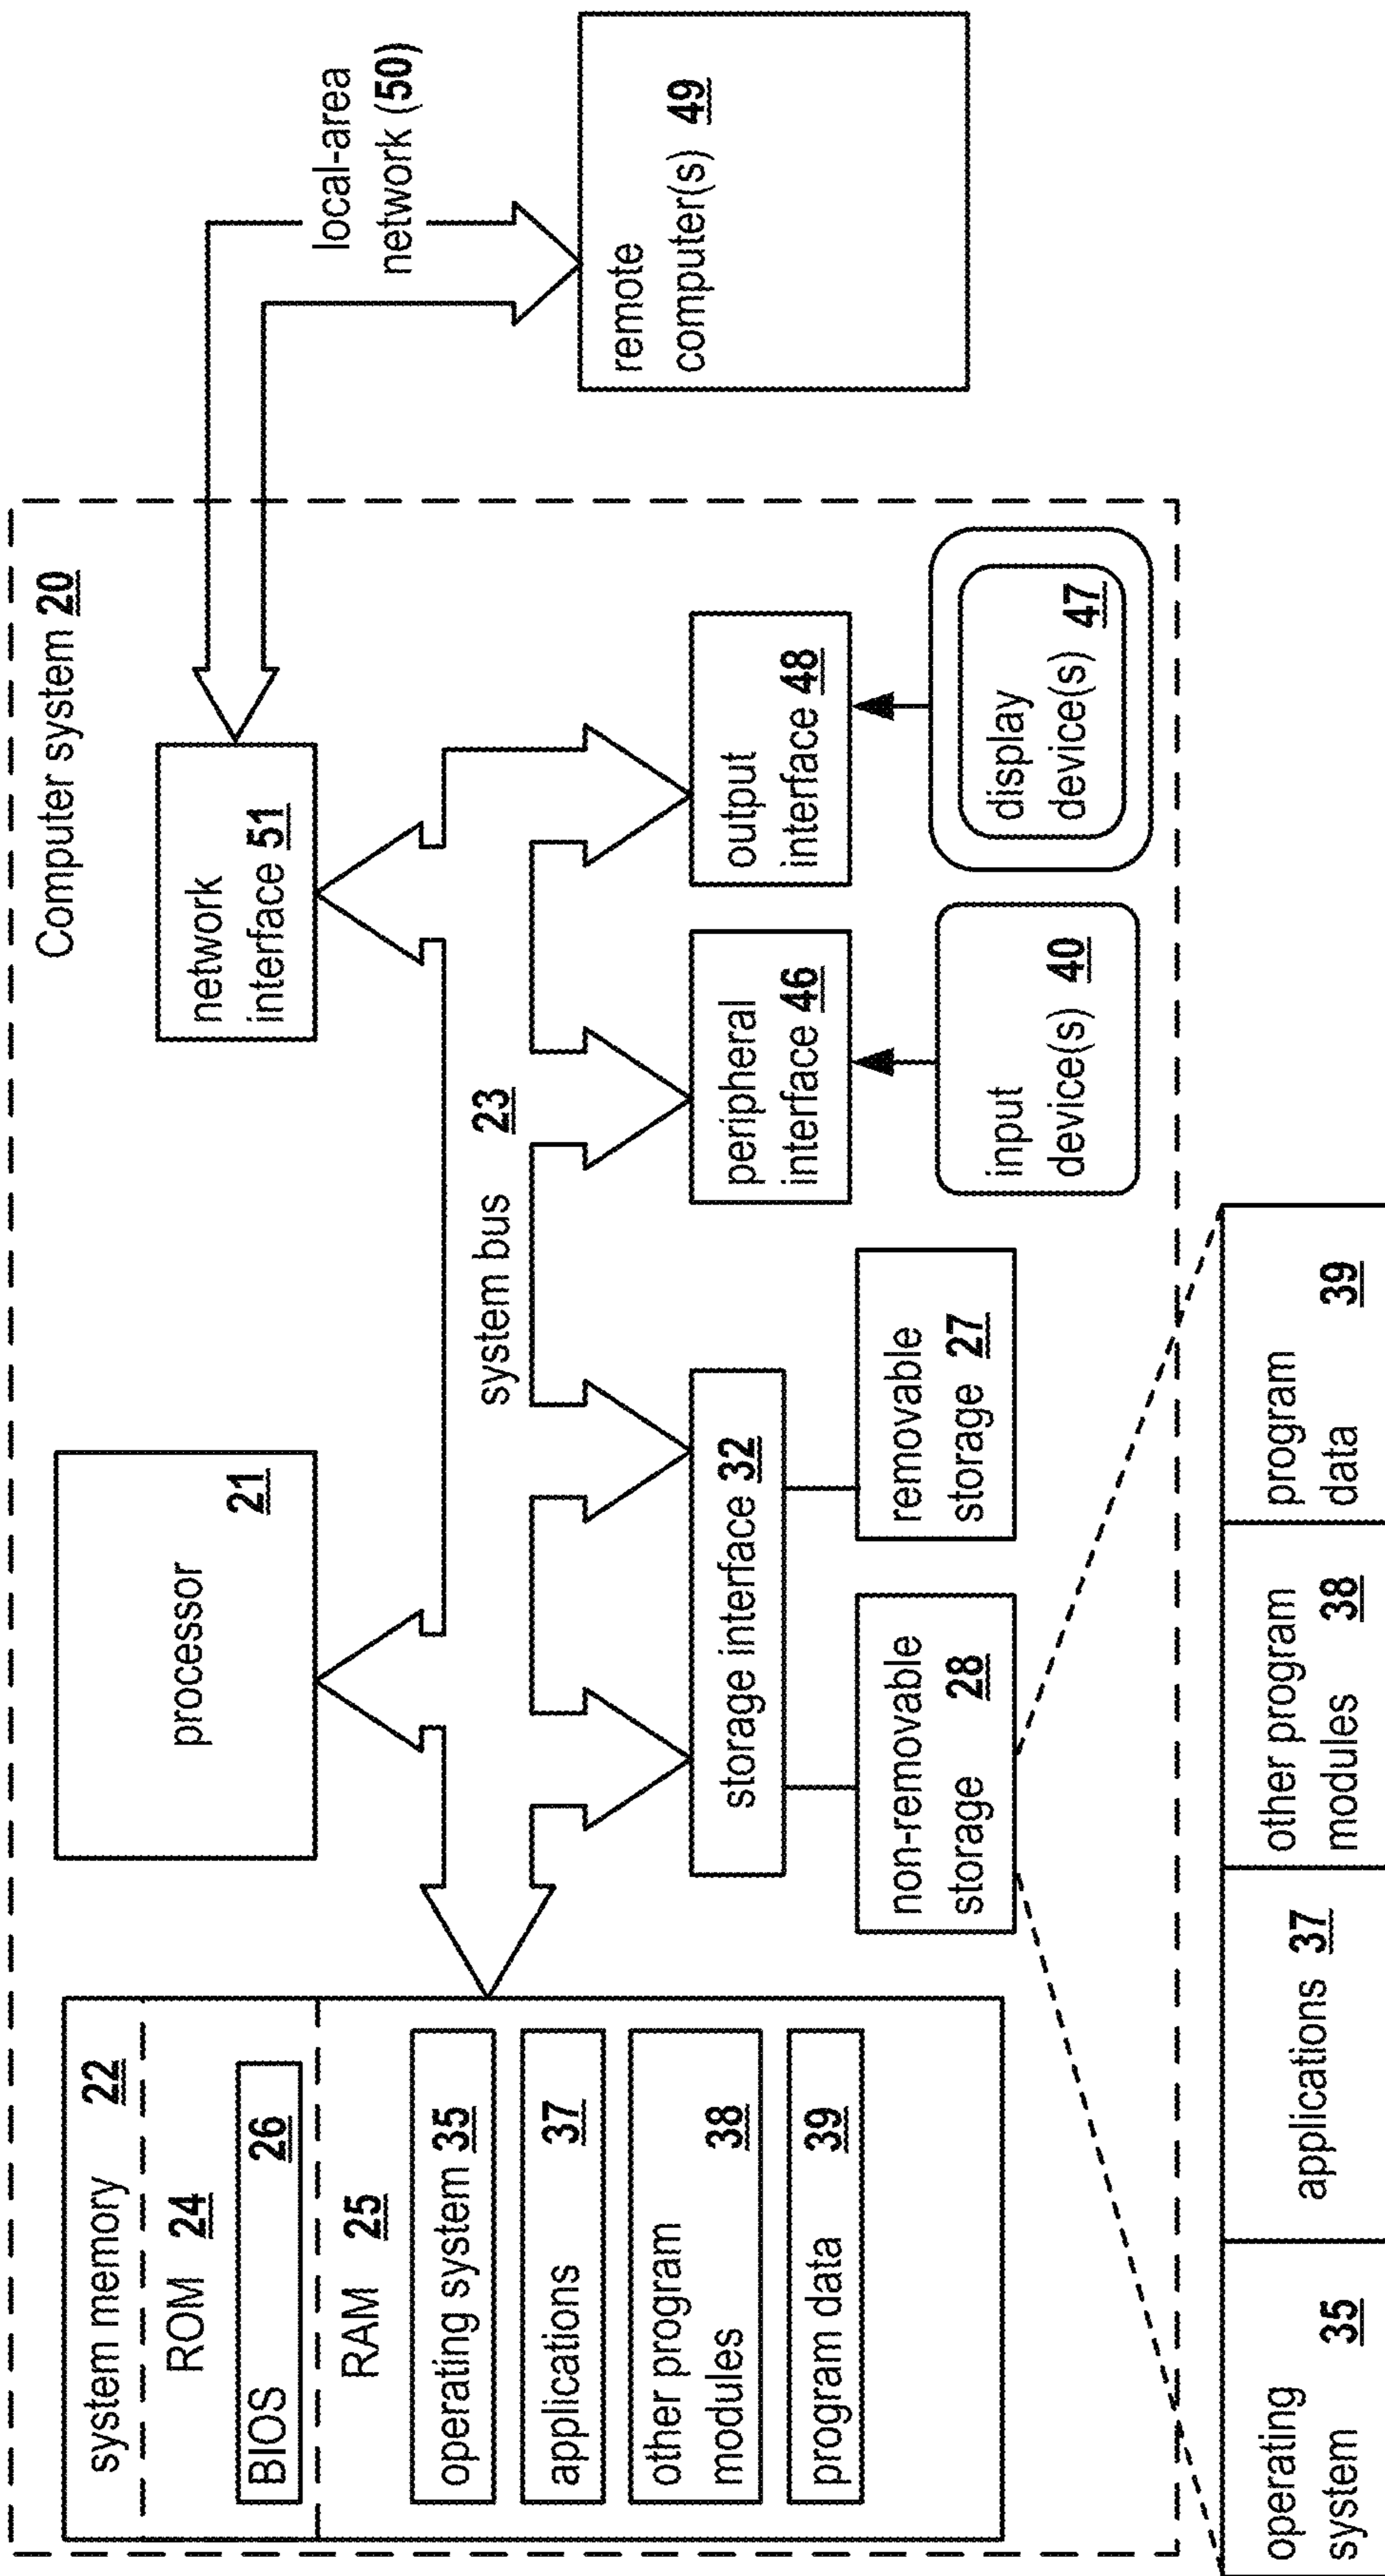 Computer system 20
system memory 22
ROM 24
BIOS 26
RAM 25
operating system 35
applications 37
other program
modules 38
program data 39
processor
21
network
interface 51
local-area
network (50)
system bus 23
storage interface 32
non-removable
storage 28
removable
storage 27
peripheral
interface 46
output
interface 48
input
device(s) 40
display
device(s) 47
remote
computer(s) 49
operating
system 35
applications 37
other program
modules 38
program
data 39